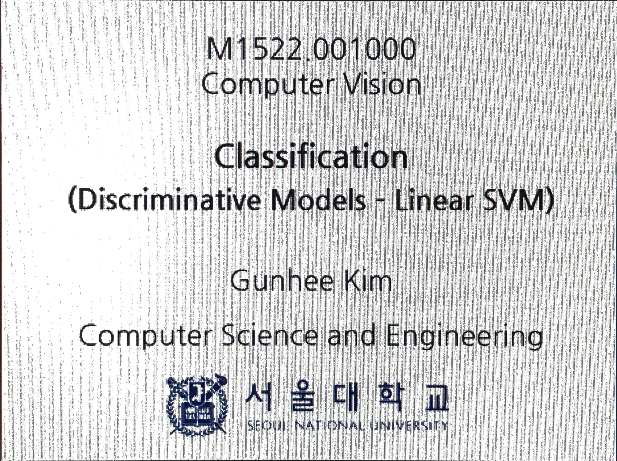 M1522.001000
Computer Vision
Classification
(Discriminative Models - Linear SVM)
Gunhee Kim
Computer Science and Engineering
서울대학교
SEOUL NATIONAL UNIVERSITY